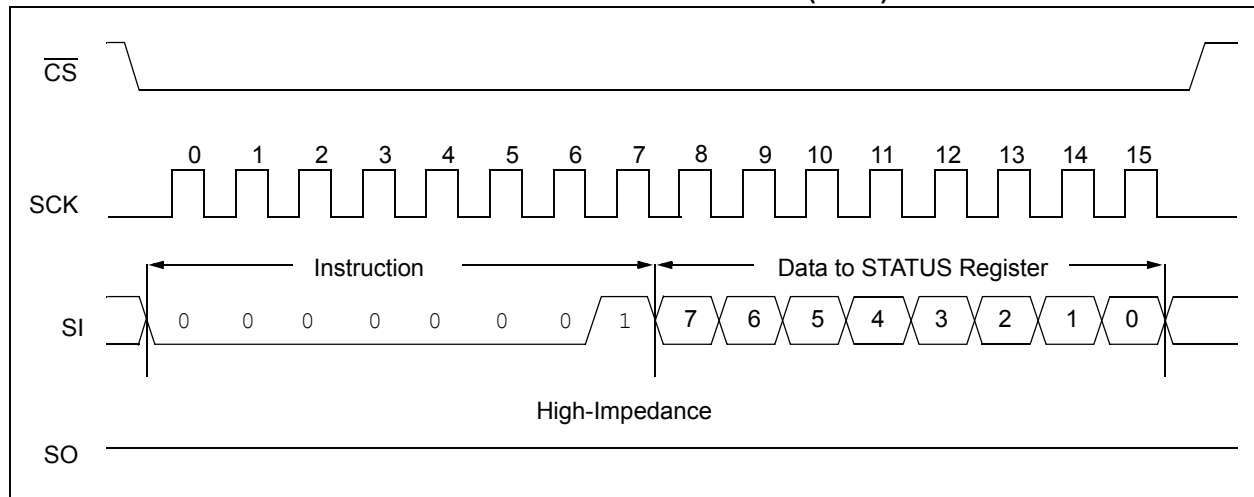 CS
0 1 2 3 4 5 6 7 8 9 10 11 12 13 14 15
SCK
Instruction Data to STATUS Register
SI 0 0 0 0 0 0 0 1 7 6 5 4 3 2 1 0
High-Impedance
SO